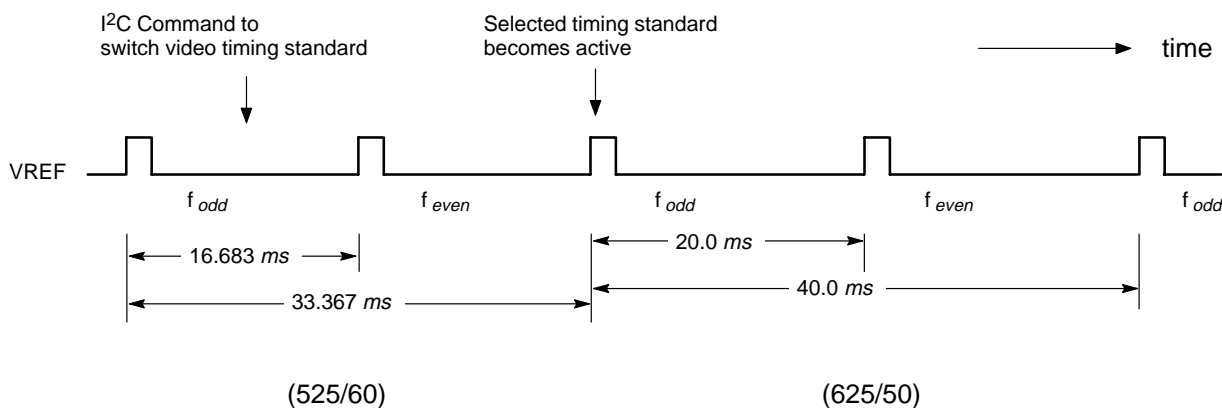 I²C Command to
switch video timing standard
Selected timing standard
becomes active
time
VREF
f odd
f even
f odd
f even
f odd
16.683 ms
20.0 ms
33.367 ms
40.0 ms
(525/60)
(625/50)